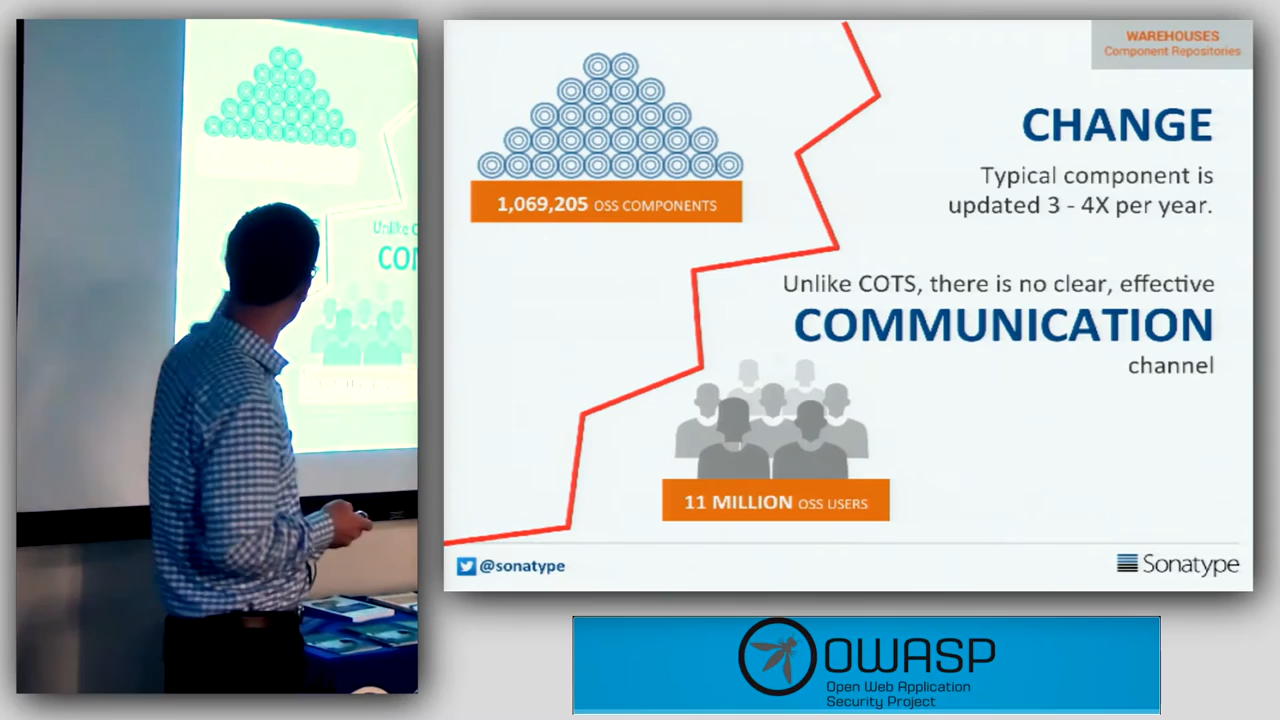 Unlike C
CO
WAREHOUSES
Component Repositories
CHANGE
Typical component is
updated 3 - 4X per year.
1,069,205 OSS COMPONENTS
Unlike COTS, there is no clear, effective
COMMUNICATION
channel
11 MILLION OSS USERS
@sonatype
Sonatype
OWASP
Open Web Application
Security Project